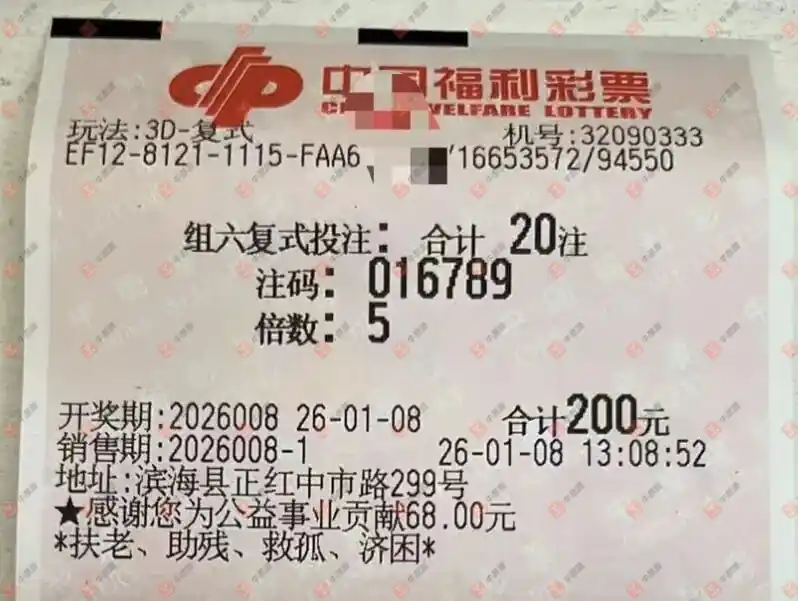 中国福利彩票
WELFARE LOTTERY
玩法:3D-复式 机号:32090333
EF12-8121-1115-FAA6 /16653572/94550
组六复式投注: 合计 20注
注码: 016789
倍数: 5
开奖期:2026008 26-01-08 合计200元
销售期:2026008-1 26-01-08 13:08:52
地址:滨海县正红中市路299号
★感谢您为公益事业贡献68.00元
*扶老、助残、救孤、济困*